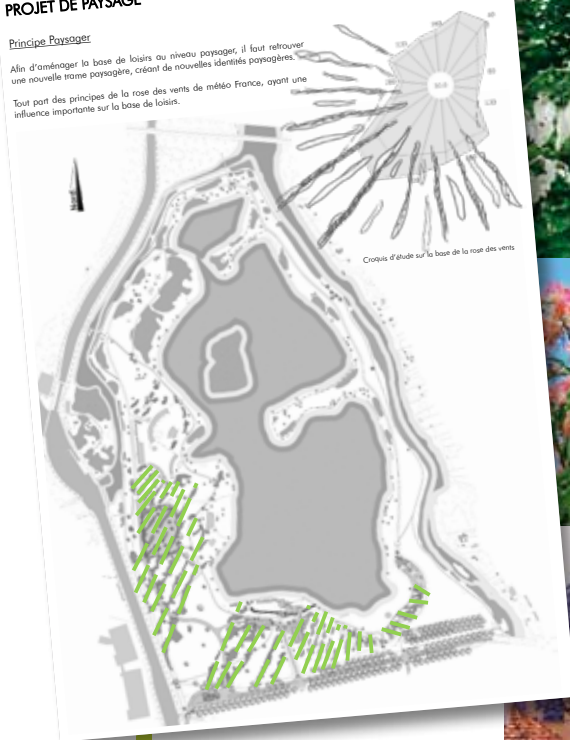 PROJET DE PAYSAGE
Principe Paysager
Afin d'aménager la base de loisirs au niveau paysager, il faut retrouver
une nouvelle trame paysagère, créant de nouvelles identités paysagères.
Tout part des principes de la rose des vents de météo France, ayant une
influence importante sur la base de loisirs.
Nord
Croquis d'étude sur la base de la rose des vents